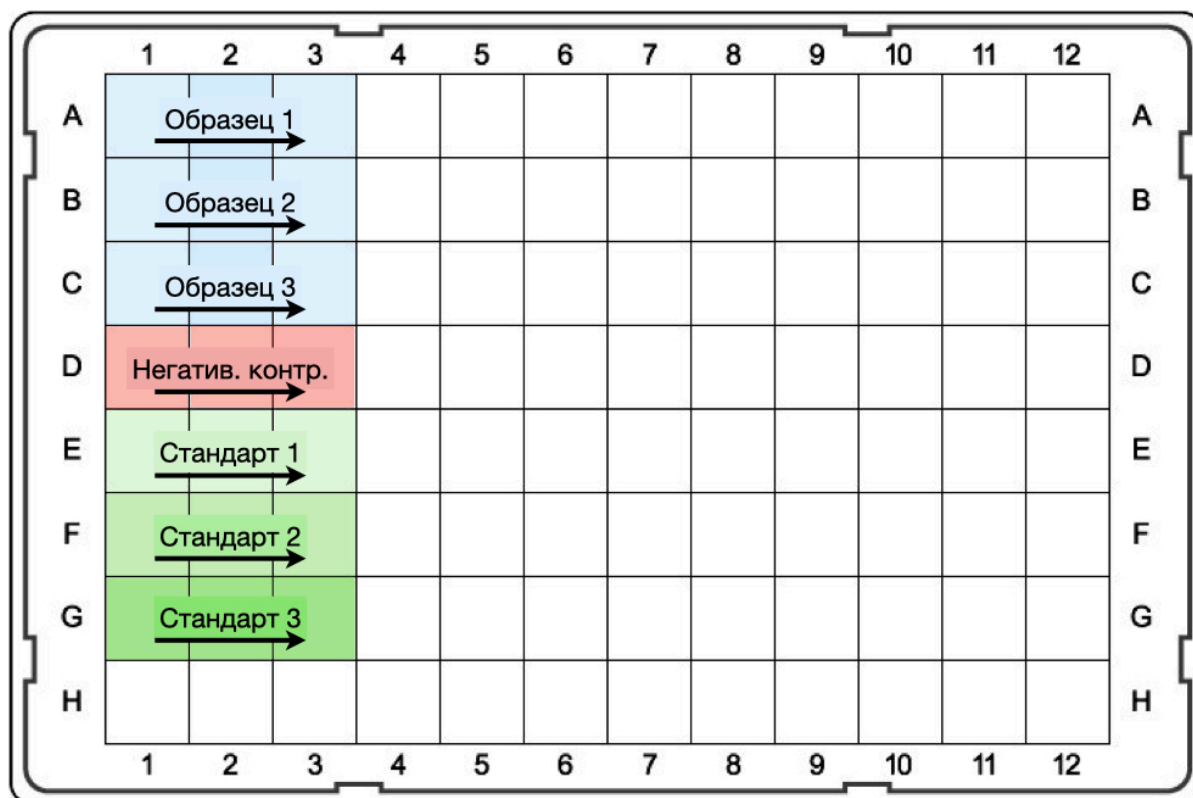 1 2 3 4 5 6 7 8 9 10 11 12
A Образец 1 A
B Образец 2 B
C Образец 3 C
D Негатив. контр. D
E Стандарт 1 E
F Стандарт 2 F
G Стандарт 3 G
H H
1 2 3 4 5 6 7 8 9 10 11 12